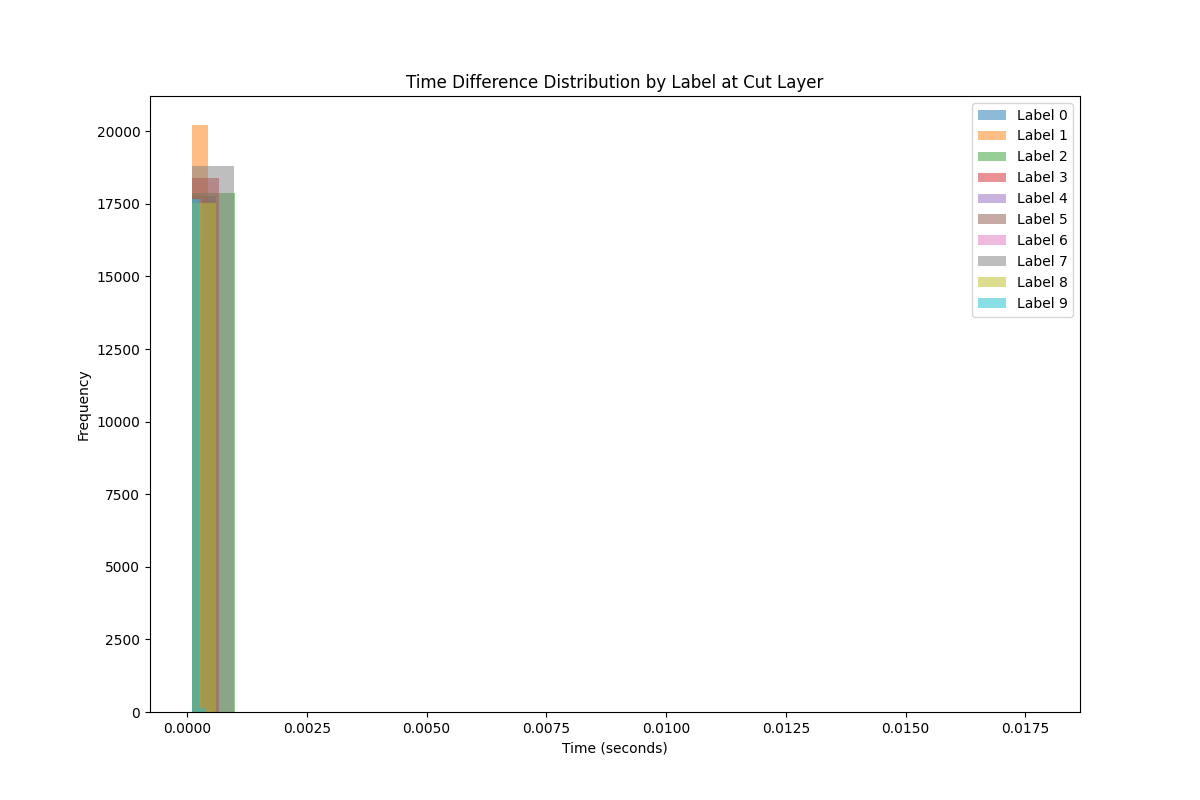 Time Difference Distribution by Label at Cut Layer
20000
17500
15000
12500
10000
7500
5000
2500
0
Frequency
Label 0
Label 1
Label 2
Label 3
Label 4
Label 5
Label 6
Label 7
Label 8
Label 9
0.0000 0.0025 0.0050 0.0075 0.0100 0.0125 0.0150 0.0175
Time (seconds)